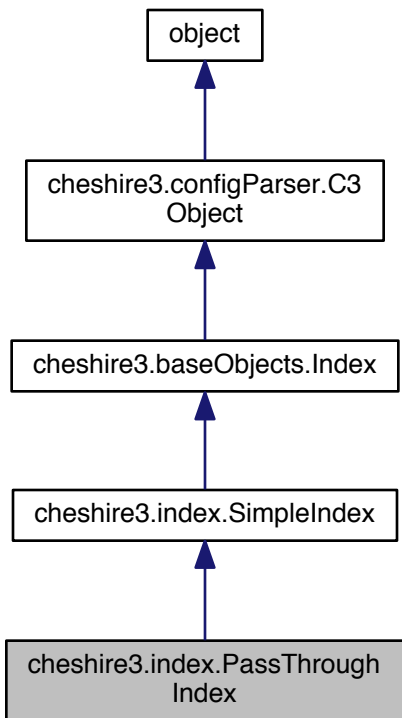 object
cheshire3.configParser.C3
Object
cheshire3.baseObjects.Index
cheshire3.index.SimpleIndex
cheshire3.index.PassThrough
Index